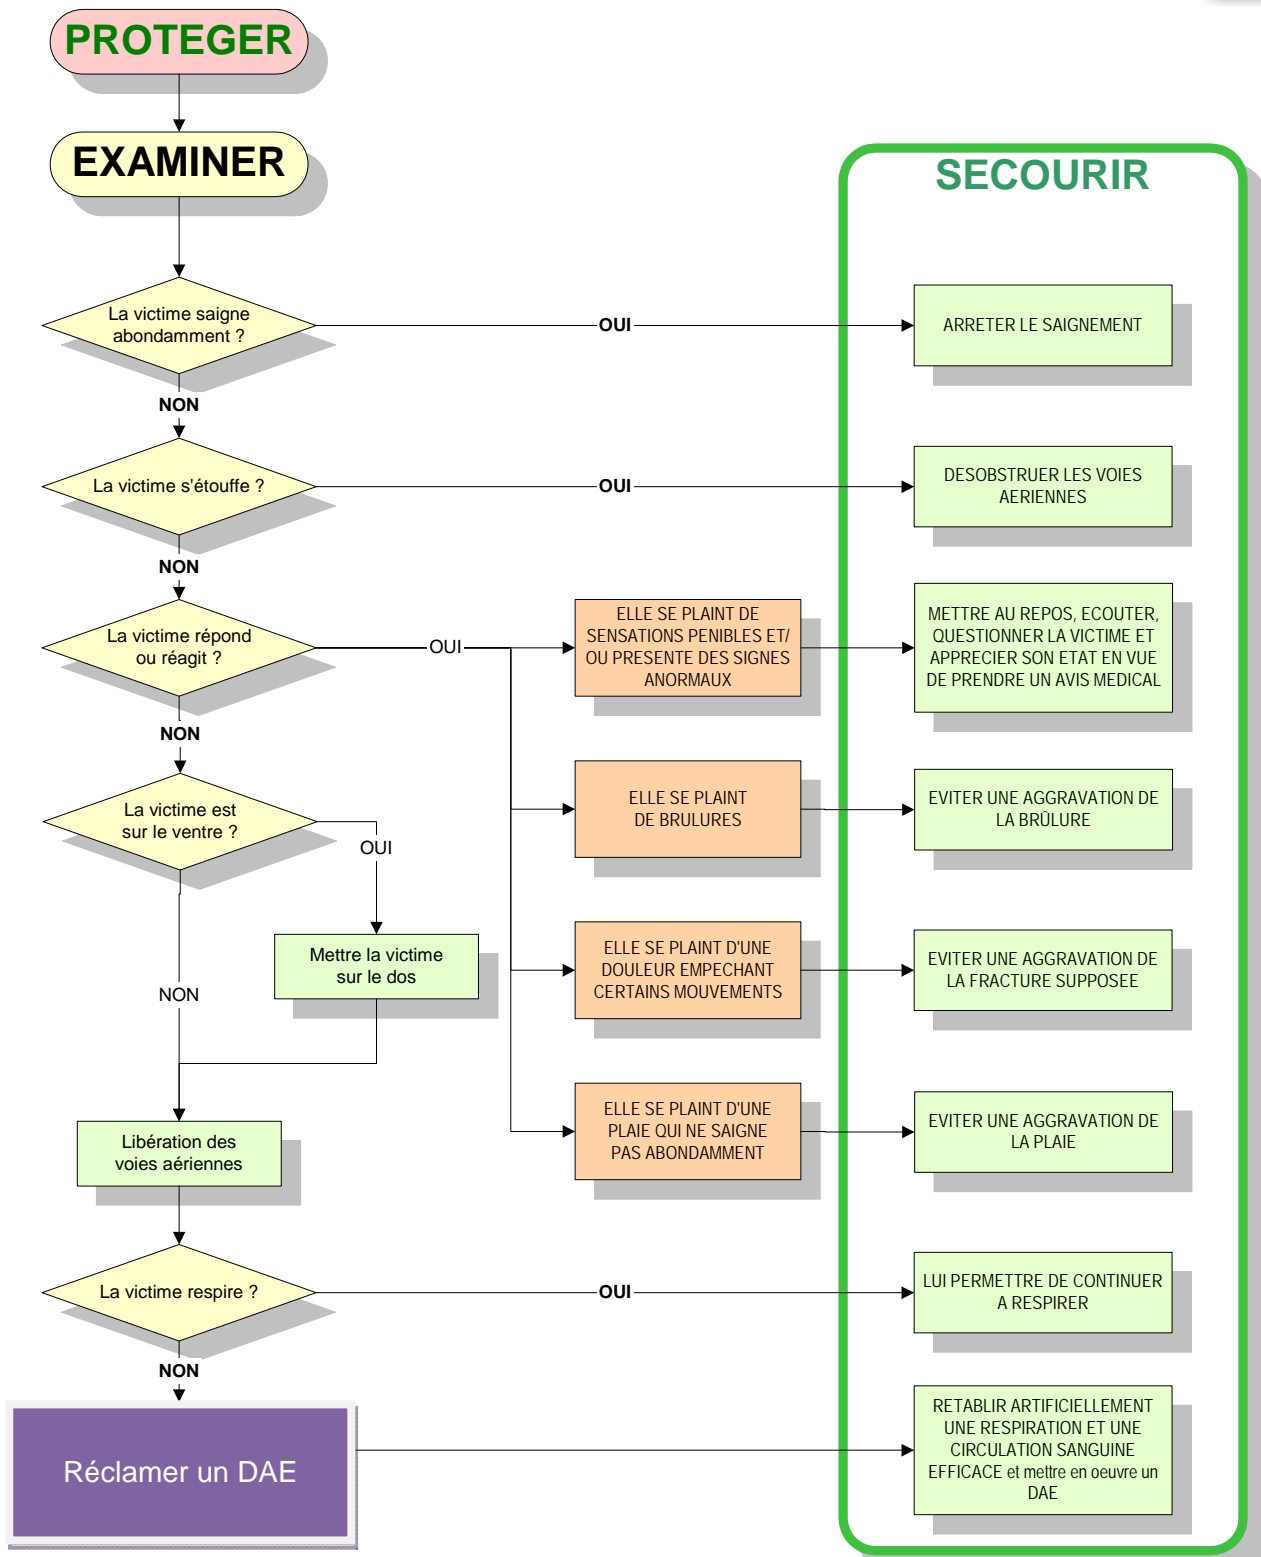 PROTEGER
EXAMINER
SECOURIR
La victime saigne
abondamment ?
OUI
ARRETER LE SAIGNEMENT
NON
La victime s'étouffe ?
OUI
DESOBSTRUER LES VOIES
AERIENNES
NON
La victime répond
ou réagit ?
OUI
ELLE SE PLAINT DE
SENSATIONS PENIBLES ET/
OU PRESENTE DES SIGNES
ANORMAUX
METTRE AU REPOS, ECOUTER,
QUESTIONNER LA VICTIME ET
APPRECIER SON ETAT EN VUE
DE PRENDRE UN AVIS MEDICAL
NON
La victime est
sur le ventre ?
OUI
ELLE SE PLAINT
DE BRULURES
EVITER UNE AGGRAVATION DE
LA BRÛLURE
Mettre la victime
sur le dos
NON
ELLE SE PLAINT D'UNE
DOULEUR EMPECHANT
CERTAINS MOUVEMENTS
EVITER UNE AGGRAVATION DE
LA FRACTURE SUPPOSEE
Libération des
voies aériennes
ELLE SE PLAINT D'UNE
PLAIE QUI NE SAIGNE
PAS ABONDAMMENT
EVITER UNE AGGRAVATION DE
LA PLAIE
La victime respire ?
OUI
LUI PERMETTRE DE CONTINUER
A RESPIRER
NON
Réclamer un DAE
RETABLIR ARTIFICIELLEMENT
UNE RESPIRATION ET UNE
CIRCULATION SANGUINE
EFFICACE et mettre en oeuvre un
DAE